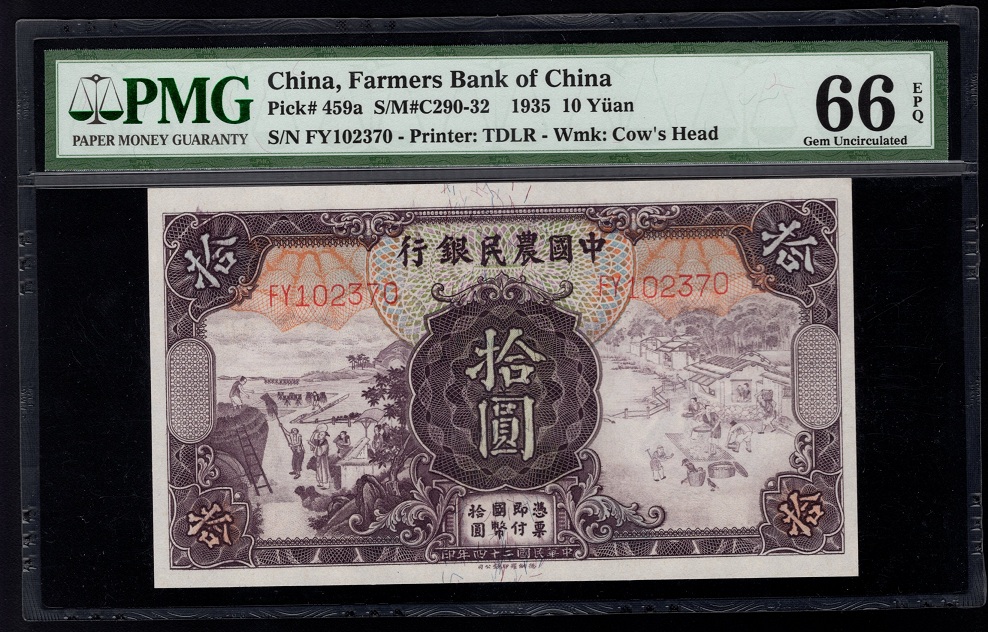 PMG
PAPER MONEY GUARANTY
China, Farmers Bank of China
Pick# 459a S/M#C290-32 1935 10 Yüan
S/N FY102370 - Printer: TDLR - Wmk: Cow's Head
66
EPQ
Gem Uncirculated
拾
行銀民農國中
拾
FY102370
FY102370
拾圓
憑票
即付
國幣
拾圓
拾
拾
印年四十二國民華中